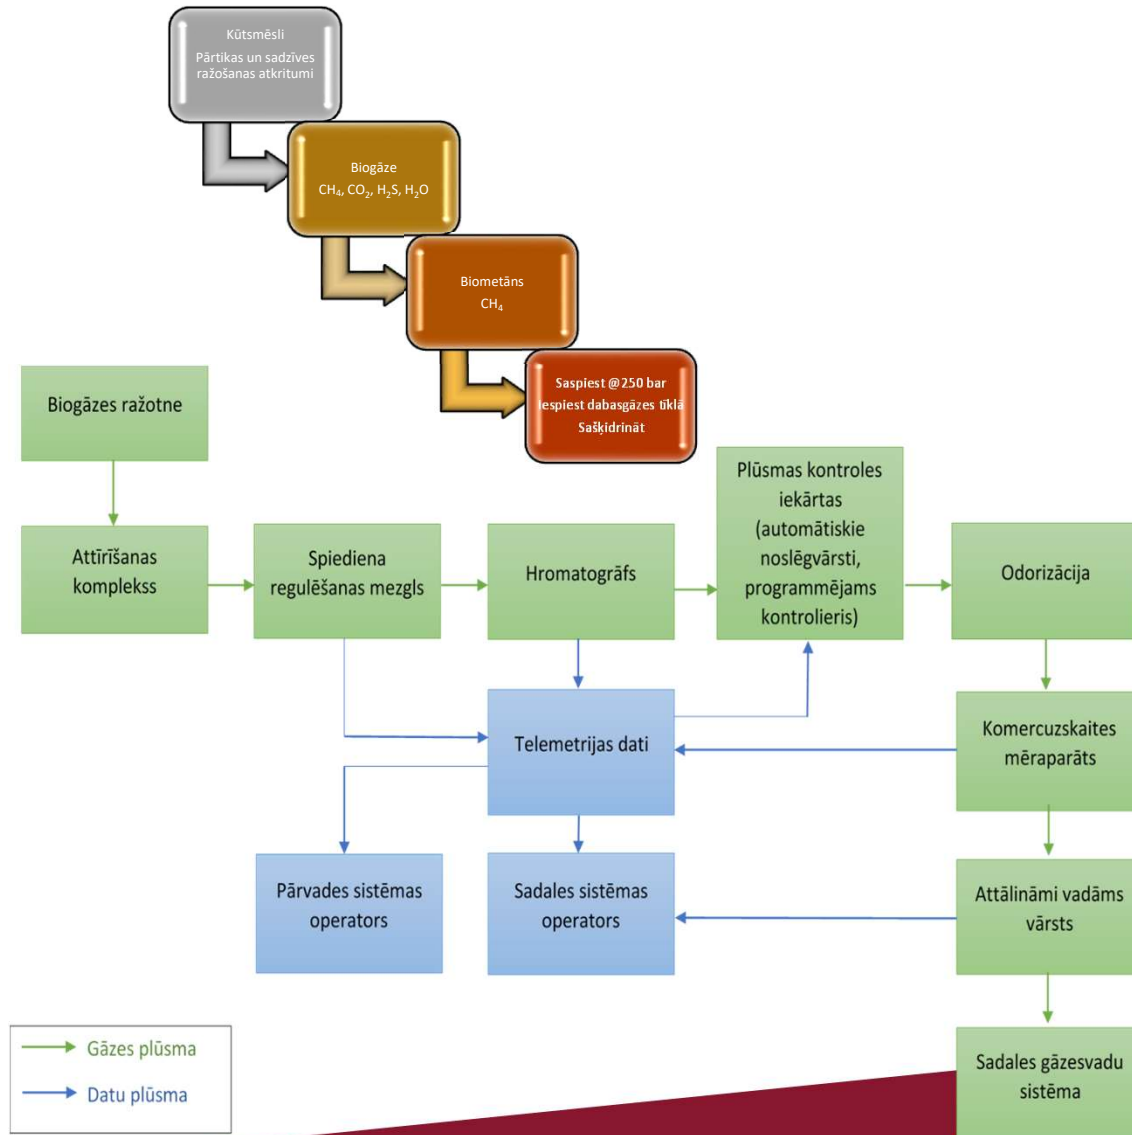 Kūtsmēsli
Pārtikas un sadzīves
ražošanas atkritumi
Biogāze
CH₄, CO₂, H₂S, H₂O
Biometāns
CH₄
Saspiest @250 bar
Iespiest dabasgāzes tīklā
Sašķidrināt
Biogāzes ražotne
Attīrīšanas
komplekss
Spiediena
regulēšanas mezgls
Hromatogrāfs
Plūsmas kontroles
iekārtas
(automātiskie
noslēgvārsti,
programmējams
kontrolieris)
Odorizācija
Telemetrijas dati
Komercuzskaites
mēraparāts
Pārvades sistēmas
operators
Sadales sistēmas
operators
Attālināmi vadāms
vārsts
Sadales gāzesvadu
sistēma
Gāzes plūsma
Datu plūsma